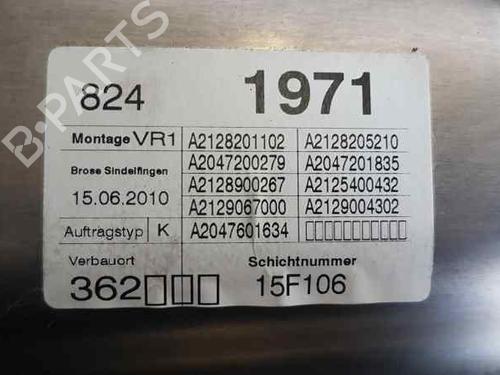 B-PARTS
824 1971
Montage VR1 A2128201102 A2128205210
A2047200279 A2047201835
Brose Sindelfingen
A2128900267 A2125400432
15.06.2010
A2129067000 A2129004302
Auftragstyp K A2047601634 □□□□□□□□□□□
Verbauort Schichtnummer
362□□□ 15F106